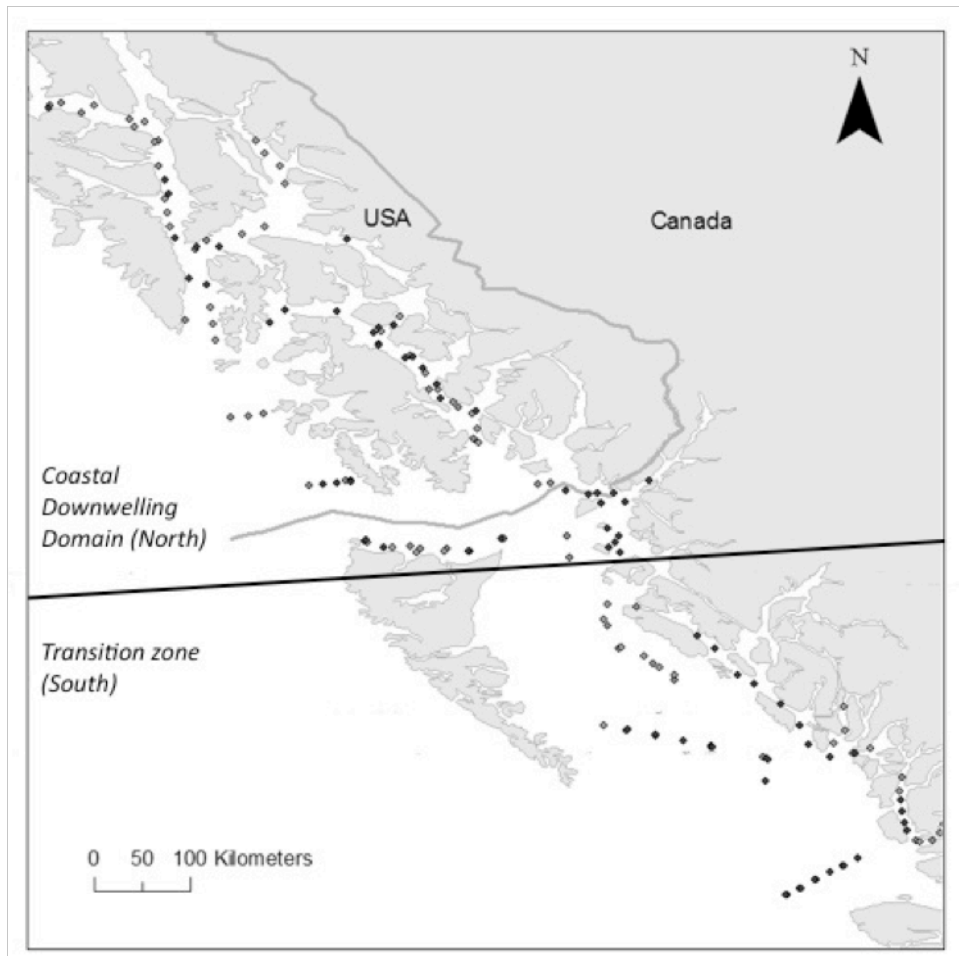 N
USA
Canada
Coastal
Downwelling
Domain (North)
Transition zone
(South)
0 50 100 Kilometers